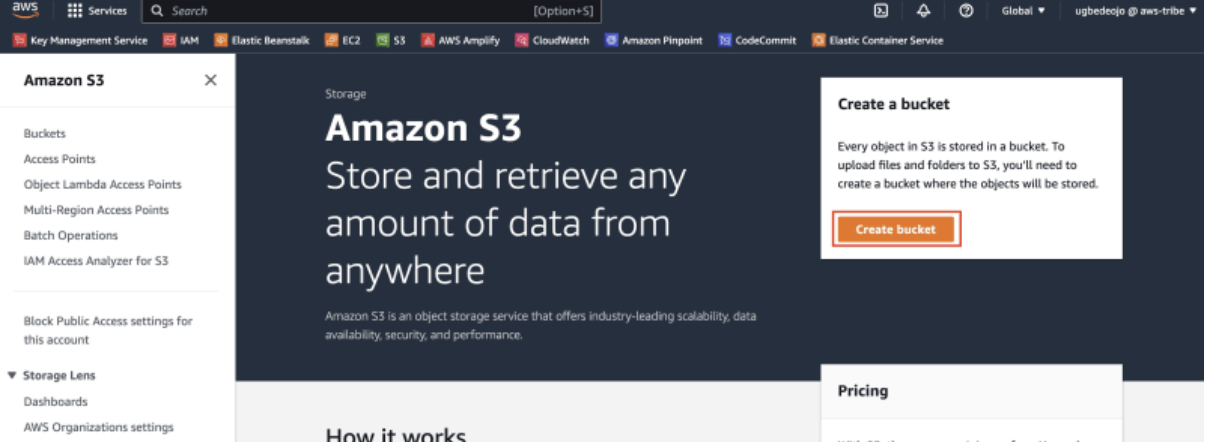 aws
Services
Search
[Option+S]
Global
ugbedeojo @ aws-tribe
Key Management Service
IAM
Elastic Beanstalk
EC2
S3
AWS Amplify
CloudWatch
Amazon Pinpoint
CodeCommit
Elastic Container Service
Amazon S3
Buckets
Access Points
Object Lambda Access Points
Multi-Region Access Points
Batch Operations
IAM Access Analyzer for S3
Block Public Access settings for
this account
Storage Lens
Dashboards
AWS Organizations settings
Storage
Amazon S3
Store and retrieve any
amount of data from
anywhere
Amazon S3 is an object storage service that offers industry-leading scalability, data
availability, security, and performance.
How it works
Create a bucket
Every object in S3 is stored in a bucket. To
upload files and folders to S3, you'll need to
create a bucket where the objects will be stored.
Create bucket
Pricing